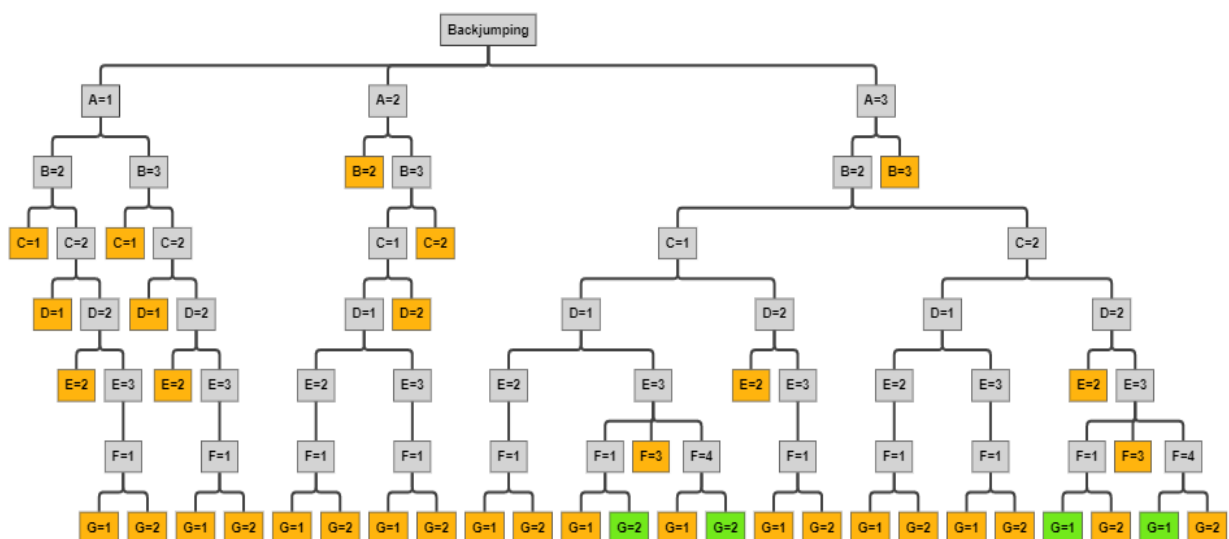 Backjumping
A=1 A=2 A=3
B=2 B=3 B=2 B=3 B=2 B=3
C=1 C=2 C=1 C=2 C=1 C=2 C=1 C=2
D=1 D=2 D=1 D=2 D=1 D=2 D=1 D=2 D=1 D=2
E=2 E=3 E=2 E=3 E=2 E=3 E=2 E=3 E=2 E=3 E=2 E=3 E=2 E=3
F=1 F=1 F=1 F=1 F=1 F=1 F=3 F=4 F=1 F=1 F=1 F=1 F=3 F=4
G=1 G=2 G=1 G=2 G=1 G=2 G=1 G=2 G=1 G=2 G=1 G=2 G=1 G=2 G=1 G=2 G=1 G=2 G=1 G=2 G=1 G=2 G=1 G=2